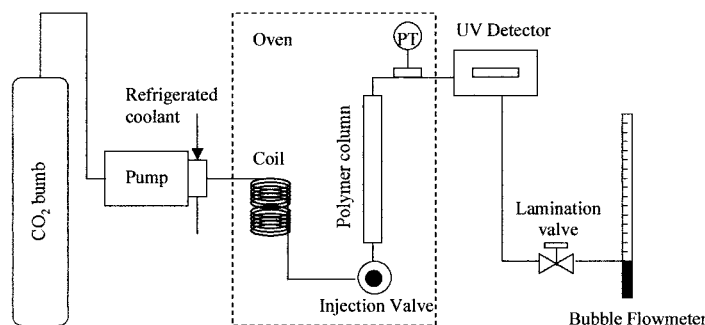 UV Detector
Oven
PT
Refrigerated
coolant
Coil
Pump
CO₂ bumb
Polymer column
Lamination
valve
Injection Valve
Bubble Flowmeter